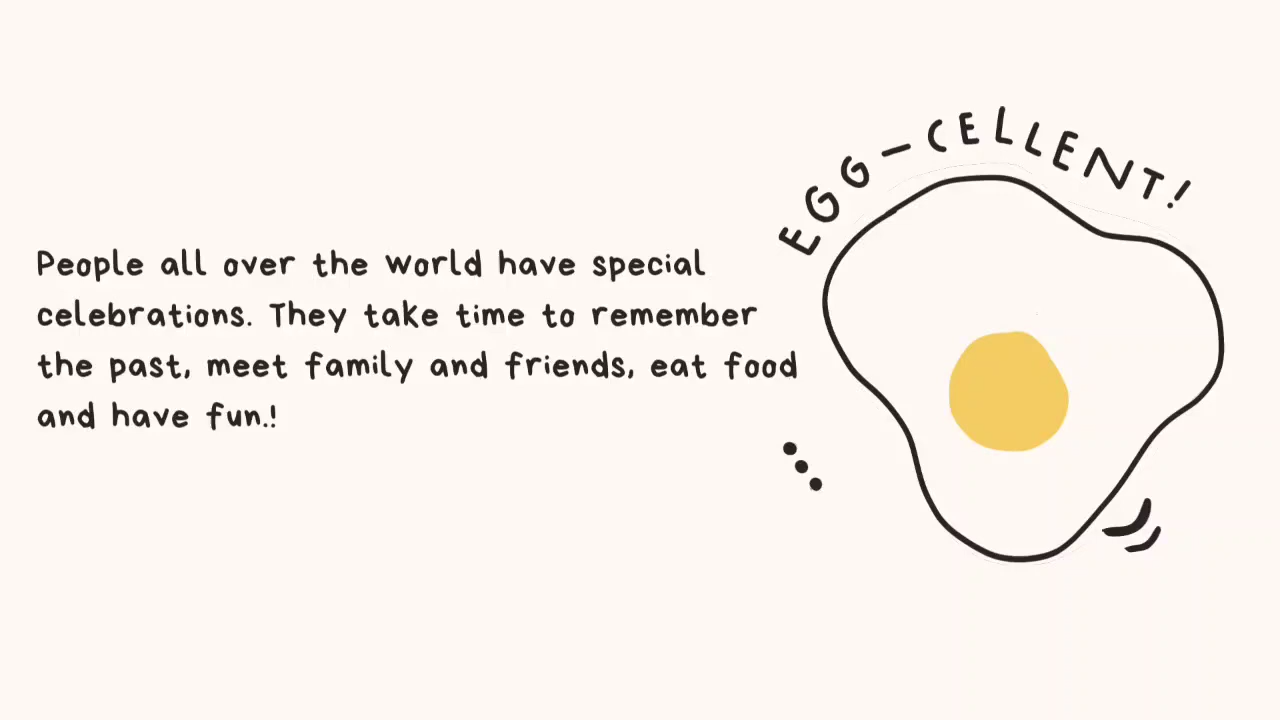 EGG-CELLENT!
People all over the world have special
celebrations. They take time to remember
the past, meet family and friends, eat food
and have fun.!